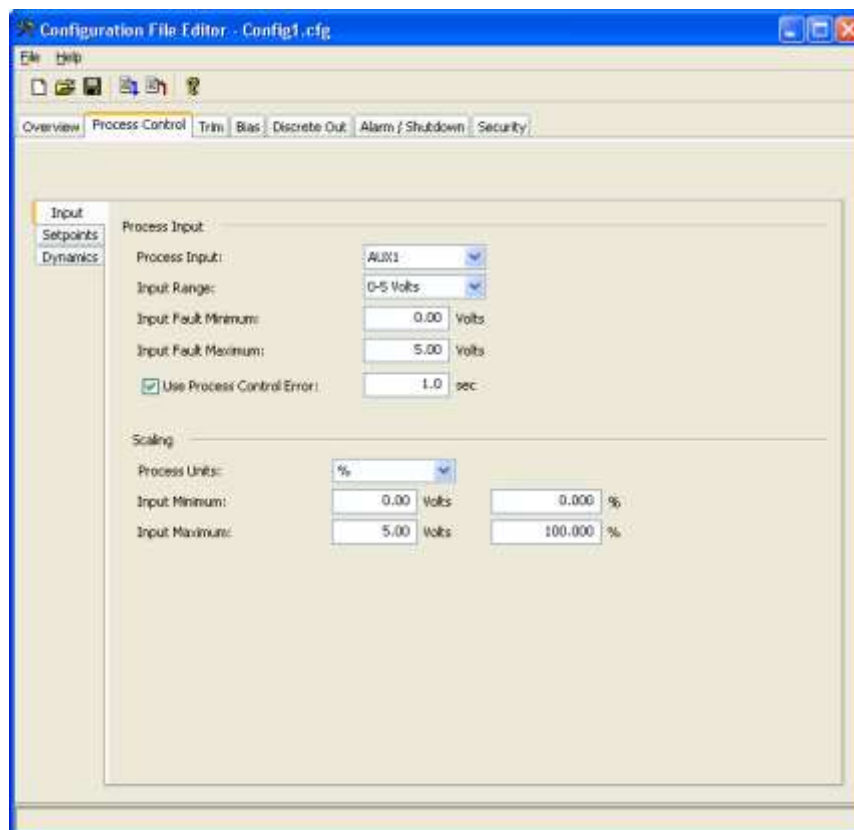 Configuration File Editor - Config1.cfg
File Help
Overview Process Control Trim Bias Discrete Out Alarm / Shutdown Security
Input
Setpoints
Dynamics
Process Input
Process Input: AUX1
Input Range: 0-5 Volts
Input Fault Minimum: 0.00 Volts
Input Fault Maximum: 5.00 Volts
Use Process Control Error: 1.0 sec
Scaling
Process Units: %
Input Minimum: 0.00 Volts 0.000 %
Input Maximum: 5.00 Volts 100.000 %